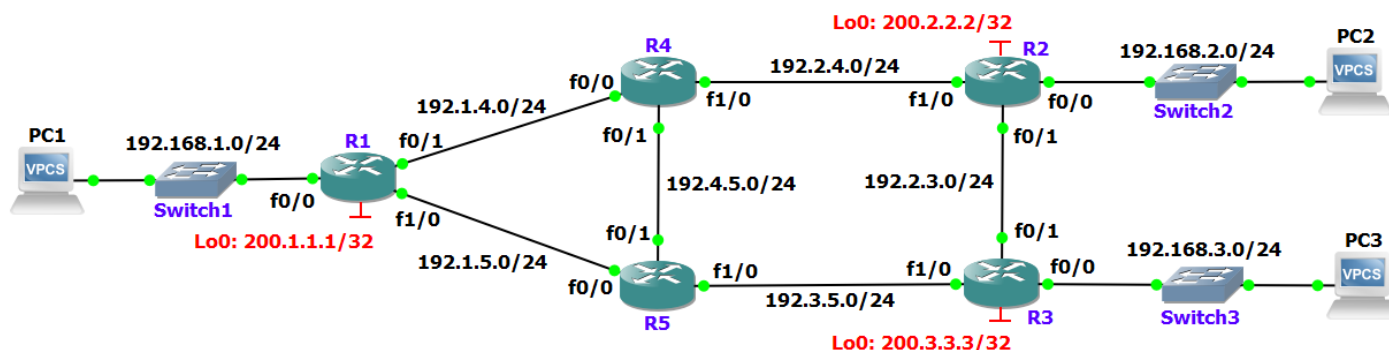 Lo0: 200.2.2.2/32
PC2
R4
R2
192.168.2.0/24
VPCS
192.2.4.0/24
f0/0
f1/0
f1/0
f0/0
Switch2
192.1.4.0/24
PC1
192.168.1.0/24
R1
f0/1
f0/1
f0/1
VPCS
192.4.5.0/24
192.2.3.0/24
f0/0
Switch1
f1/0
Lo0: 200.1.1.1/32
f0/1
f0/1
PC3
192.168.3.0/24
192.1.5.0/24
f1/0
f1/0
f0/0
VPCS
f0/0
192.3.5.0/24
R5
R3
Switch3
Lo0: 200.3.3.3/32